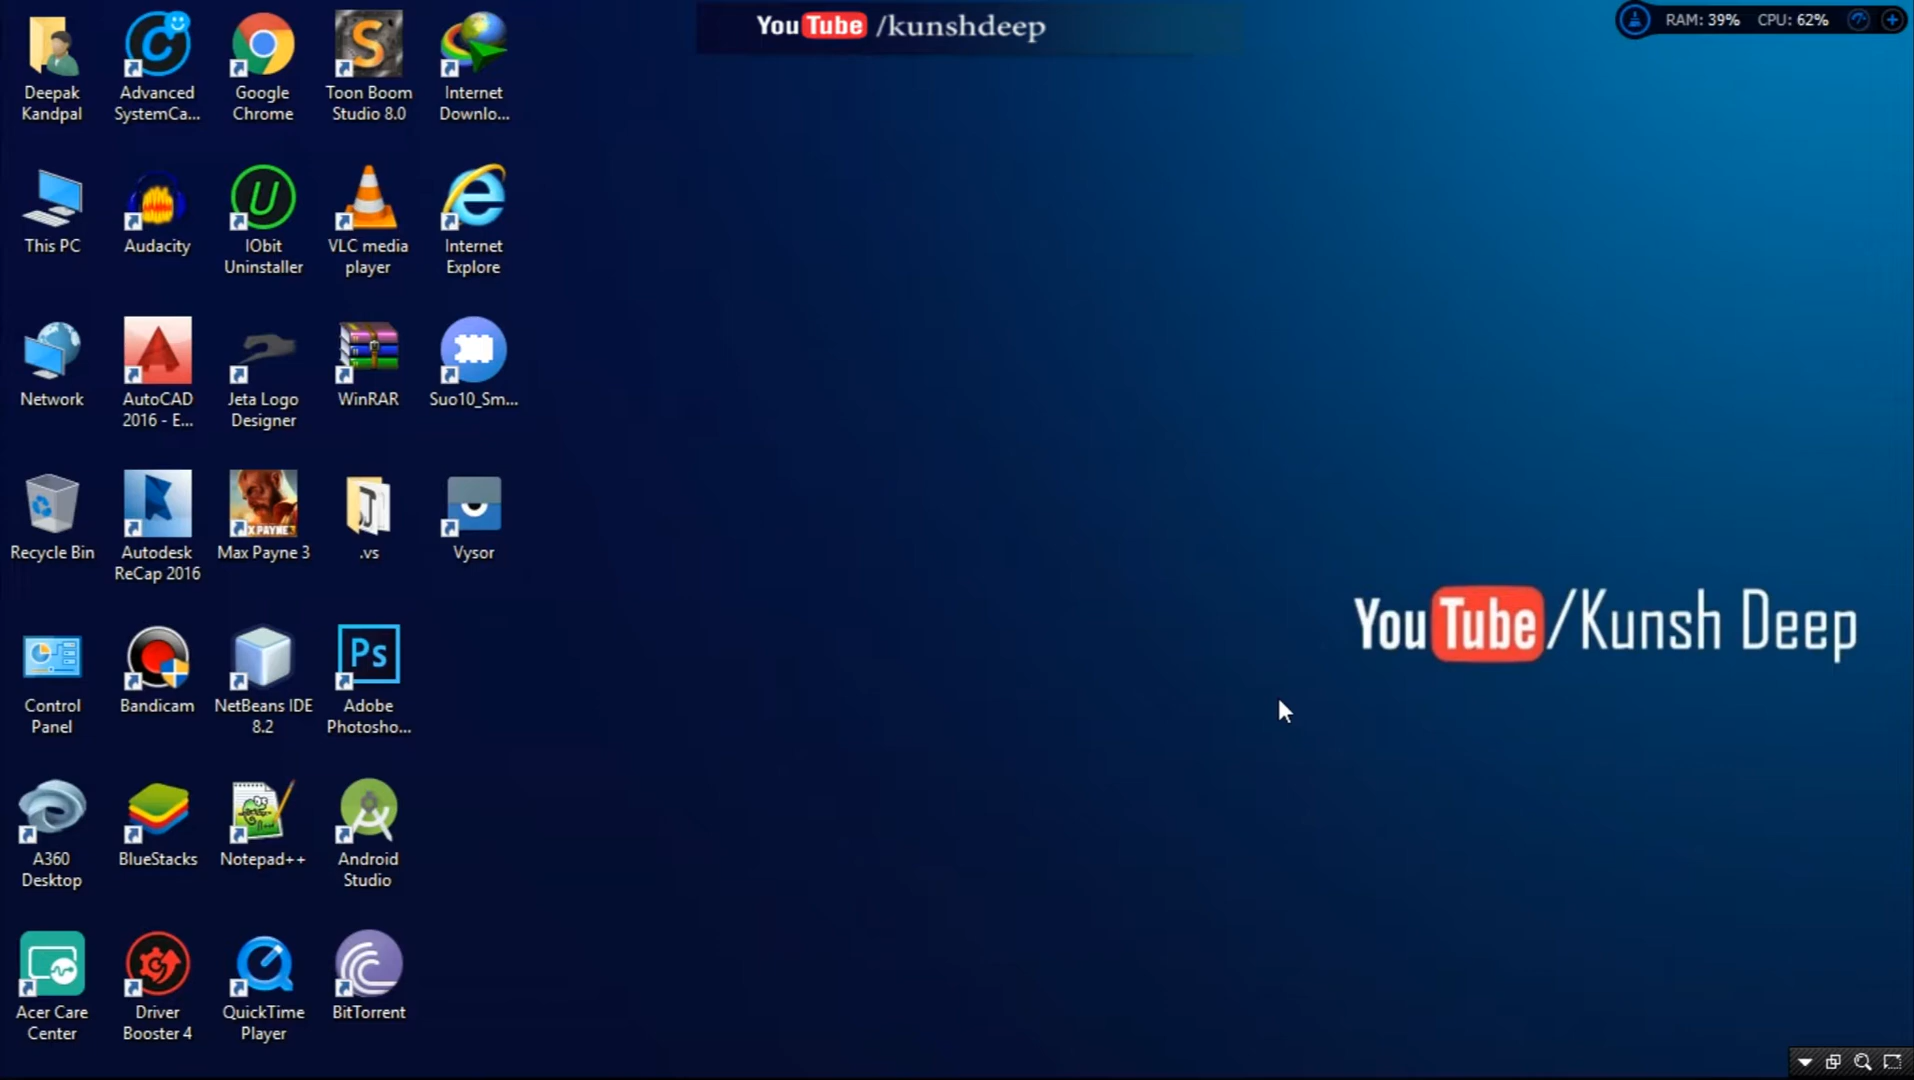 YouTube /kunshdeep
RAM: 39% CPU: 62%
Deepak
Kandpal
Advanced
SystemCa...
Google
Chrome
Toon Boom
Studio 8.0
Internet
Downlo...
This PC
Audacity
IObit
Uninstaller
VLC media
player
Internet
Explore
Network
AutoCAD
2016 - E...
Jeta Logo
Designer
WinRAR
Suo10_Sm...
Recycle Bin
Autodesk
ReCap 2016
X PAYNE 3
Max Payne 3
.vs
Vysor
YouTube/Kunsh Deep
Control
Panel
Bandicam
NetBeans IDE
8.2
Ps
Adobe
Photosho...
A360
Desktop
BlueStacks
Notepad++
Android
Studio
Acer Care
Center
Driver
Booster 4
QuickTime
Player
BitTorrent